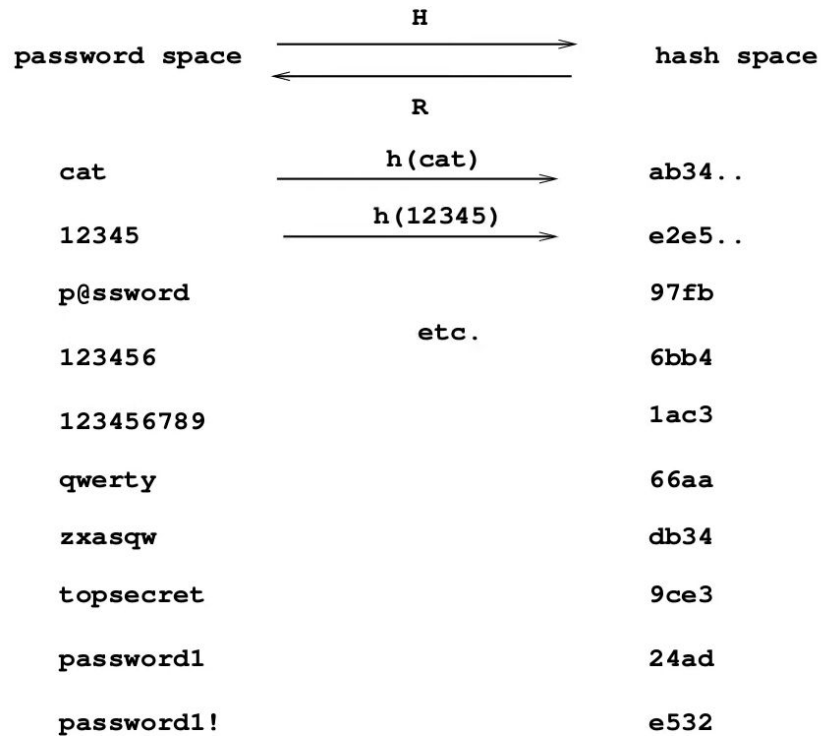 H
password space hash space
R
cat h(cat) ab34..
12345 h(12345) e2e5..
p@ssword 97fb
etc.
123456 6bb4
123456789 1ac3
qwerty 66aa
zxasqw db34
topsecret 9ce3
password1 24ad
password1! e532